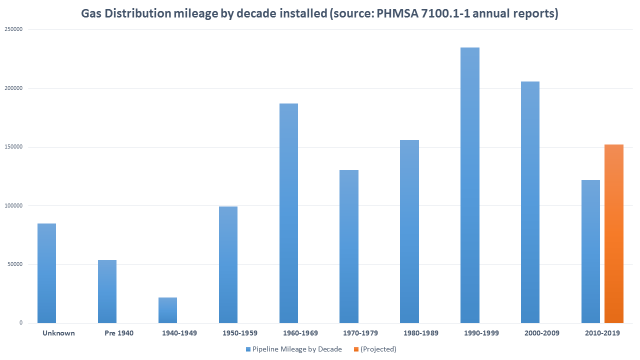 Gas Distribution mileage by decade installed (source: PHMSA 7100.1-1 annual reports)
250000
200000
150000
100000
50000
0
Unknown Pre 1940 1940-1949 1950-1959 1960-1969 1970-1979 1980-1989 1990-1999 2000-2009 2010-2019
Pipeline Mileage by Decade (Projected)